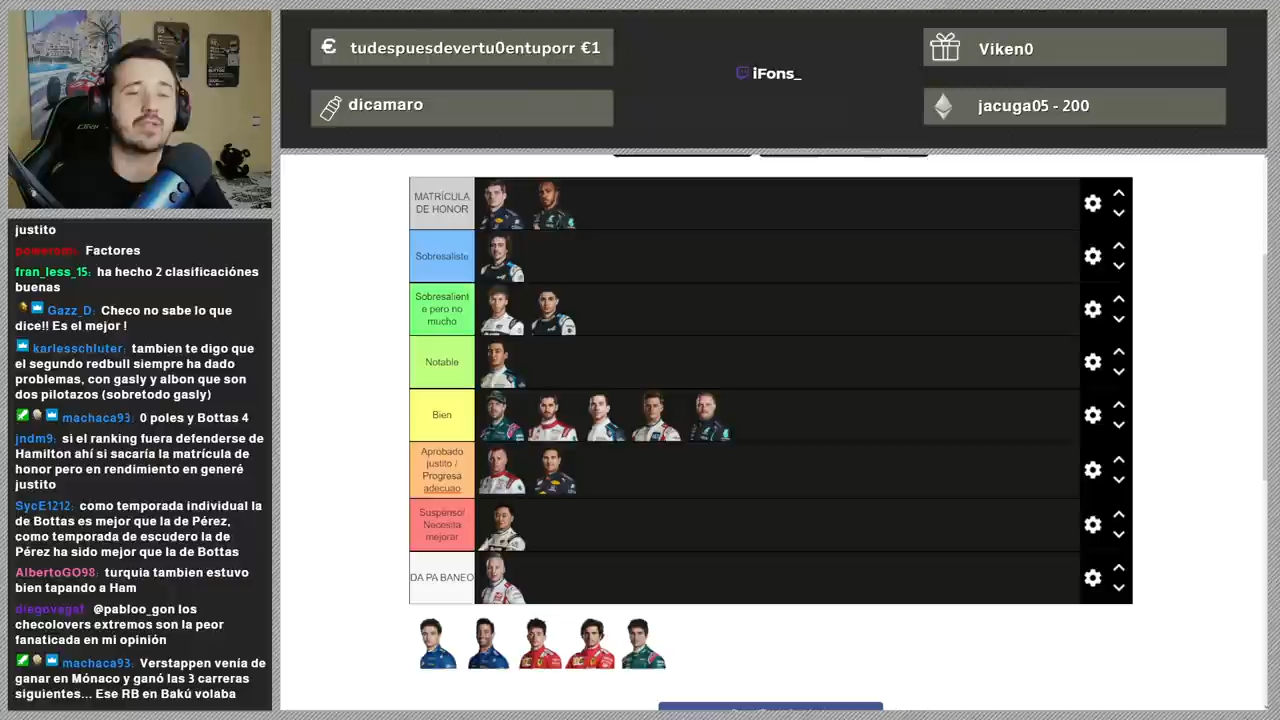 € tudespuesdevertu0entuporr €1
dicamaro
iFons_
Viken0
jacuga05 - 200
justito
Factores
fran_less_15: ha hecho 2 clasificaciónes
buenas
Gazz_D: Checo no sabe lo que
dice!! Es el mejor !
karlesschluter: tambien te digo que
el segundo redbull siempre ha dado
problemas, con gasly y albon que son
dos pilotazos (sobretodo gasly)
machaca93: 0 poles y Bottas 4
jndm9: si el ranking fuera defenderse de
Hamilton ahí si sacaría la matrícula de
honor pero en rendimiento en generé
justito
SycE1212: como temporada individual la
de Bottas es mejor que la de Pérez,
como temporada de escudero la de
Pérez ha sido mejor que la de Bottas
AlbertoGO98: turquia tambien estuvo
bien tapando a Ham
@pabloo_gon los
checolovers extremos son la peor
fanaticada en mi opinión
machaca93: Verstappen venía de
ganar en Mónaco y ganó las 3 carreras
siguientes... Ese RB en Bakú volaba
MATRÍCULA
DE HONOR
Sobresaliste
Sobresalient
e pero no
mucho
Notable
Bien
Aprobado
justito /
Progresa
adecuao
Suspenso/
Necesita
mejorar
DA PA BANEO